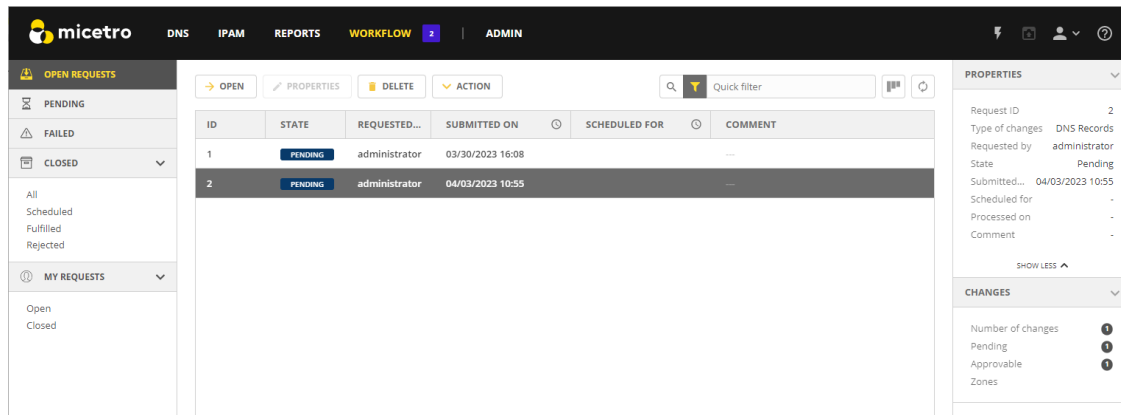 micetro DNS IPAM REPORTS WORKFLOW 2 | ADMIN
OPEN REQUESTS
PENDING
FAILED
CLOSED
All
Scheduled
Fulfilled
Rejected
MY REQUESTS
Open
Closed
OPEN PROPERTIES DELETE ACTION Quick filter
ID STATE REQUESTED... SUBMITTED ON SCHEDULED FOR COMMENT
1 PENDING administrator 03/30/2023 16:08 ---
2 PENDING administrator 04/03/2023 10:55 ---
PROPERTIES
Request ID 2
Type of changes DNS Records
Requested by administrator
State Pending
Submitted... 04/03/2023 10:55
Scheduled for -
Processed on -
Comment -
SHOW LESS
CHANGES
Number of changes 1
Pending 1
Approvable 1
Zones